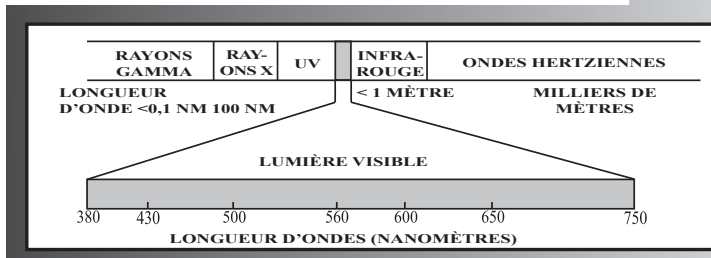 RAYONS
GAMMA
RAY-
ONS X
UV
INFRA-
ROUGE
ONDES HERTZIENNES
LONGUEUR
D’ONDE <0,1 NM 100 NM
< 1 MÈTRE
MILLIERS DE
MÈTRES
LUMIÈRE VISIBLE
380 430 500 560 600 650 750
LONGUEUR D’ONDES (NANOMÈTRES)